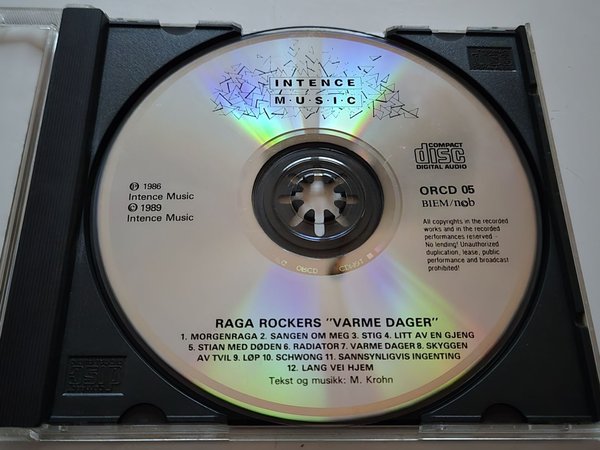 INTENCE
M·U·S·I·C
COMPACT
disc
DIGITAL AUDIO
℗ 1986
Intence Music
© 1989
Intence Music
ORCD 05
BIEM/nøb
All copyrights in the recorded
works and in the recorded
performances reserved –
No lending! Unauthorized
duplication, lease, public
performance and broadcast
prohibited!
RAGA ROCKERS "VARME DAGER"
1. MORGENRAGA 2. SANGEN OM MEG 3. STIG 4. LITT AV EN GJENG
5. STIAN MED DØDEN 6. RADIATOR 7. VARME DAGER 8. SKYGGEN
AV TVIL 9. LØP 10. SCHWONG 11. SANNSYNLIGVIS INGENTING
12. LANG VEI HJEM
Tekst og musikk: M. Krohn